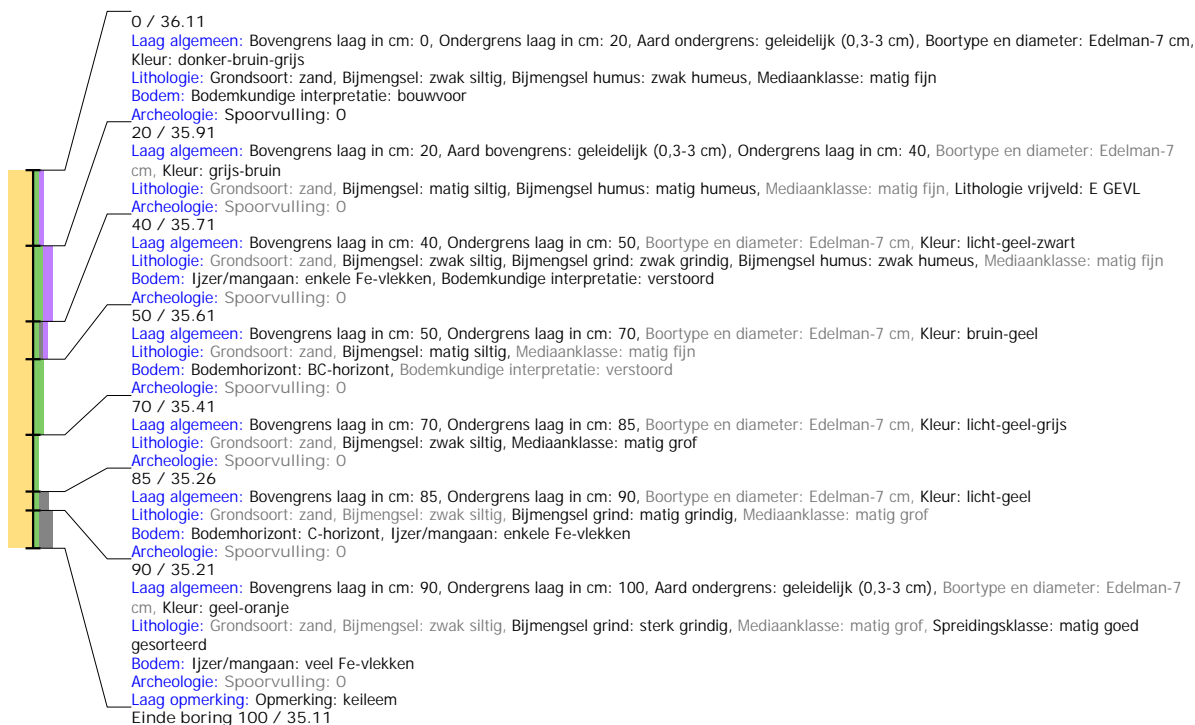 0 / 36.11
Laag algemeen: Bovengrens laag in cm: 0, Ondergrens laag in cm: 20, Aard ondergrens: geleidelijk (0,3-3 cm), Boortype en diameter: Edelman-7 cm,
Kleur: donker-bruin-grijs
Lithologie: Grondsoort: zand, Bijmengsel: zwak siltig, Bijmengsel humus: zwak humeus, Mediaanklasse: matig fijn
Bodem: Bodemkundige interpretatie: bouwvoor
Archeologie: Spoorvulling: 0
20 / 35.91
Laag algemeen: Bovengrens laag in cm: 20, Aard bovengrens: geleidelijk (0,3-3 cm), Ondergrens laag in cm: 40, Boortype en diameter: Edelman-7
cm, Kleur: grijs-bruin
Lithologie: Grondsoort: zand, Bijmengsel: matig siltig, Bijmengsel humus: matig humeus, Mediaanklasse: matig fijn, Lithologie vrijveld: E GEVL
Archeologie: Spoorvulling: 0
40 / 35.71
Laag algemeen: Bovengrens laag in cm: 40, Ondergrens laag in cm: 50, Boortype en diameter: Edelman-7 cm, Kleur: licht-geel-zwart
Lithologie: Grondsoort: zand, Bijmengsel: zwak siltig, Bijmengsel grind: zwak grindig, Bijmengsel humus: zwak humeus, Mediaanklasse: matig fijn
Bodem: Ijzer/mangaan: enkele Fe-vlekken, Bodemkundige interpretatie: verstoord
Archeologie: Spoorvulling: 0
50 / 35.61
Laag algemeen: Bovengrens laag in cm: 50, Ondergrens laag in cm: 70, Boortype en diameter: Edelman-7 cm, Kleur: bruin-geel
Lithologie: Grondsoort: zand, Bijmengsel: matig siltig, Mediaanklasse: matig fijn
Bodem: Bodemhorizont: BC-horizont, Bodemkundige interpretatie: verstoord
Archeologie: Spoorvulling: 0
70 / 35.41
Laag algemeen: Bovengrens laag in cm: 70, Ondergrens laag in cm: 85, Boortype en diameter: Edelman-7 cm, Kleur: licht-geel-grijs
Lithologie: Grondsoort: zand, Bijmengsel: zwak siltig, Mediaanklasse: matig grof
Archeologie: Spoorvulling: 0
85 / 35.26
Laag algemeen: Bovengrens laag in cm: 85, Ondergrens laag in cm: 90, Boortype en diameter: Edelman-7 cm, Kleur: licht-geel
Lithologie: Grondsoort: zand, Bijmengsel: zwak siltig, Bijmengsel grind: matig grindig, Mediaanklasse: matig grof
Bodem: Bodemhorizont: C-horizont, Ijzer/mangaan: enkele Fe-vlekken
Archeologie: Spoorvulling: 0
90 / 35.21
Laag algemeen: Bovengrens laag in cm: 90, Ondergrens laag in cm: 100, Aard ondergrens: geleidelijk (0,3-3 cm), Boortype en diameter: Edelman-7
cm, Kleur: geel-oranje
Lithologie: Grondsoort: zand, Bijmengsel: zwak siltig, Bijmengsel grind: sterk grindig, Mediaanklasse: matig grof, Spreidingsklasse: matig goed
gesorteerd
Bodem: Ijzer/mangaan: veel Fe-vlekken
Archeologie: Spoorvulling: 0
Laag opmerking: Opmerking: keileem
Einde boring 100 / 35.11